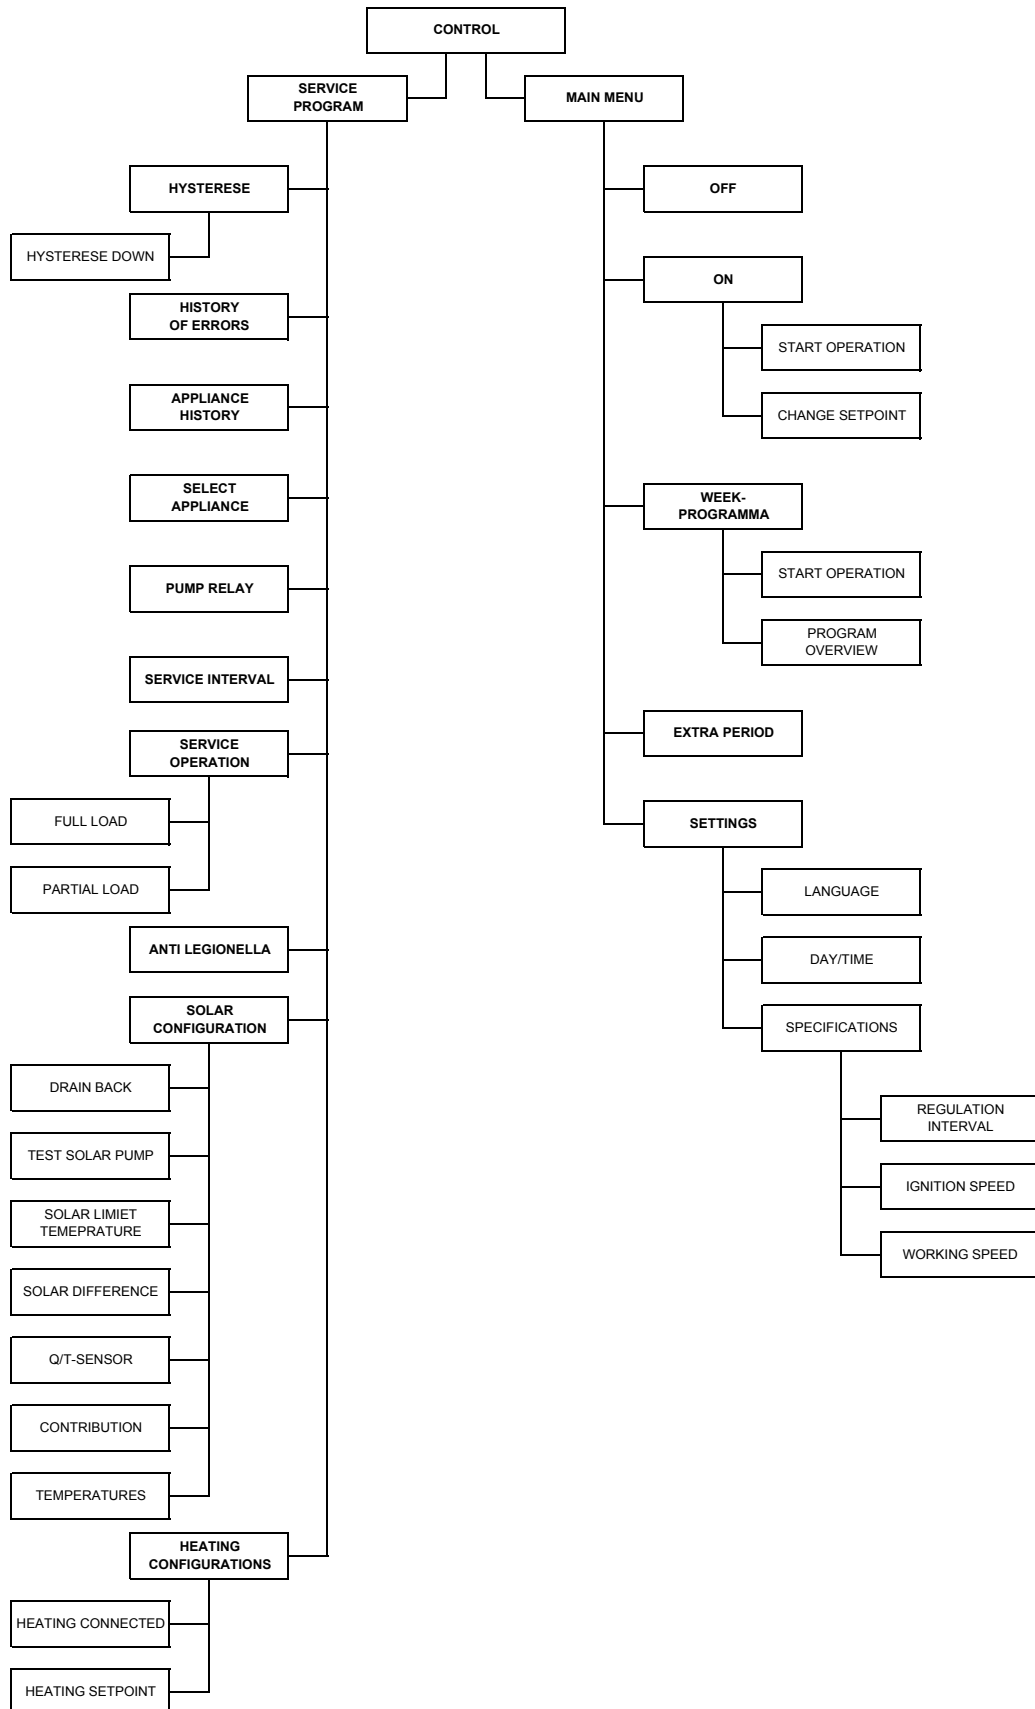 CONTROL
SERVICE
PROGRAM
MAIN MENU
HYSTERESE
HYSTERESE DOWN
HISTORY
OF ERRORS
APPLIANCE
HISTORY
SELECT
APPLIANCE
PUMP RELAY
SERVICE INTERVAL
SERVICE
OPERATION
FULL LOAD
PARTIAL LOAD
ANTI LEGIONELLA
SOLAR
CONFIGURATION
DRAIN BACK
TEST SOLAR PUMP
SOLAR LIMIET
TEMEPRATURE
SOLAR DIFFERENCE
Q/T-SENSOR
CONTRIBUTION
TEMPERATURES
HEATING
CONFIGURATIONS
HEATING CONNECTED
HEATING SETPOINT
OFF
ON
START OPERATION
CHANGE SETPOINT
WEEK-
PROGRAMMA
START OPERATION
PROGRAM
OVERVIEW
EXTRA PERIOD
SETTINGS
LANGUAGE
DAY/TIME
SPECIFICATIONS
REGULATION
INTERVAL
IGNITION SPEED
WORKING SPEED